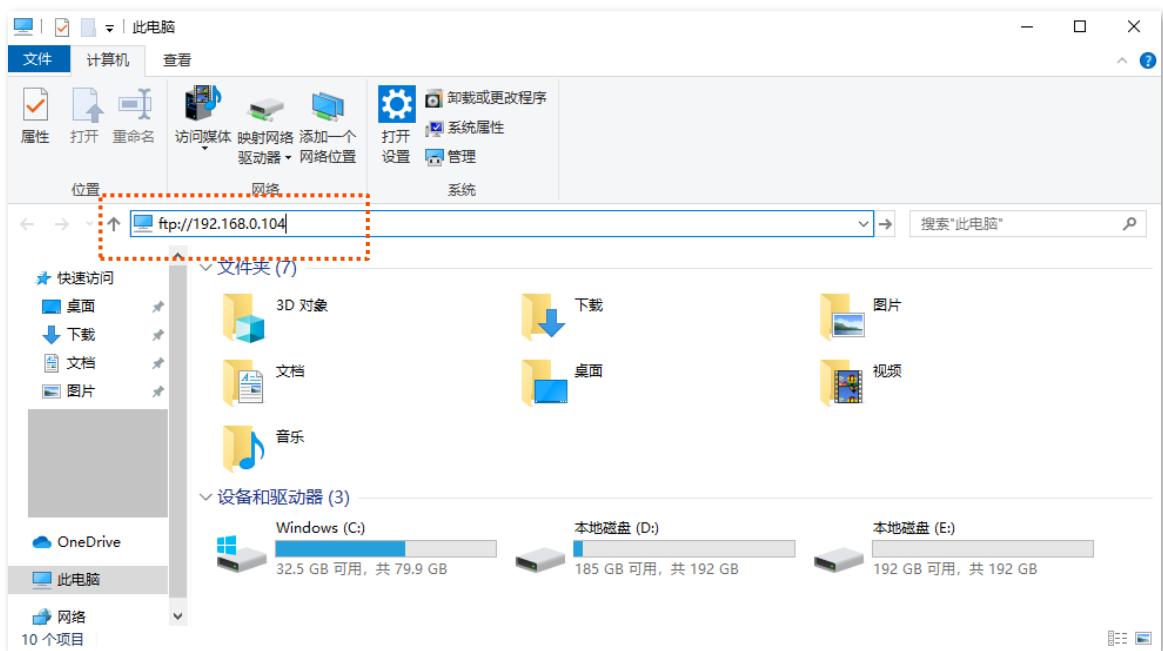 此电脑
文件 计算机 查看
属性 打开 重命名 访问媒体 映射网络驱动器 添加一个网络位置 打开设置 卸载或更改程序
系统属性
管理
位置 网络 系统
ftp://192.168.0.104 搜索"此电脑"
快速访问
桌面
下载
文档
图片
OneDrive
此电脑
网络
文件夹 (7)
3D 对象 下载 图片
文档 桌面 视频
音乐
设备和驱动器 (3)
Windows (C:) 本地磁盘 (D:) 本地磁盘 (E:)
32.5 GB 可用，共 79.9 GB 185 GB 可用，共 192 GB 192 GB 可用，共 192 GB
10 个项目